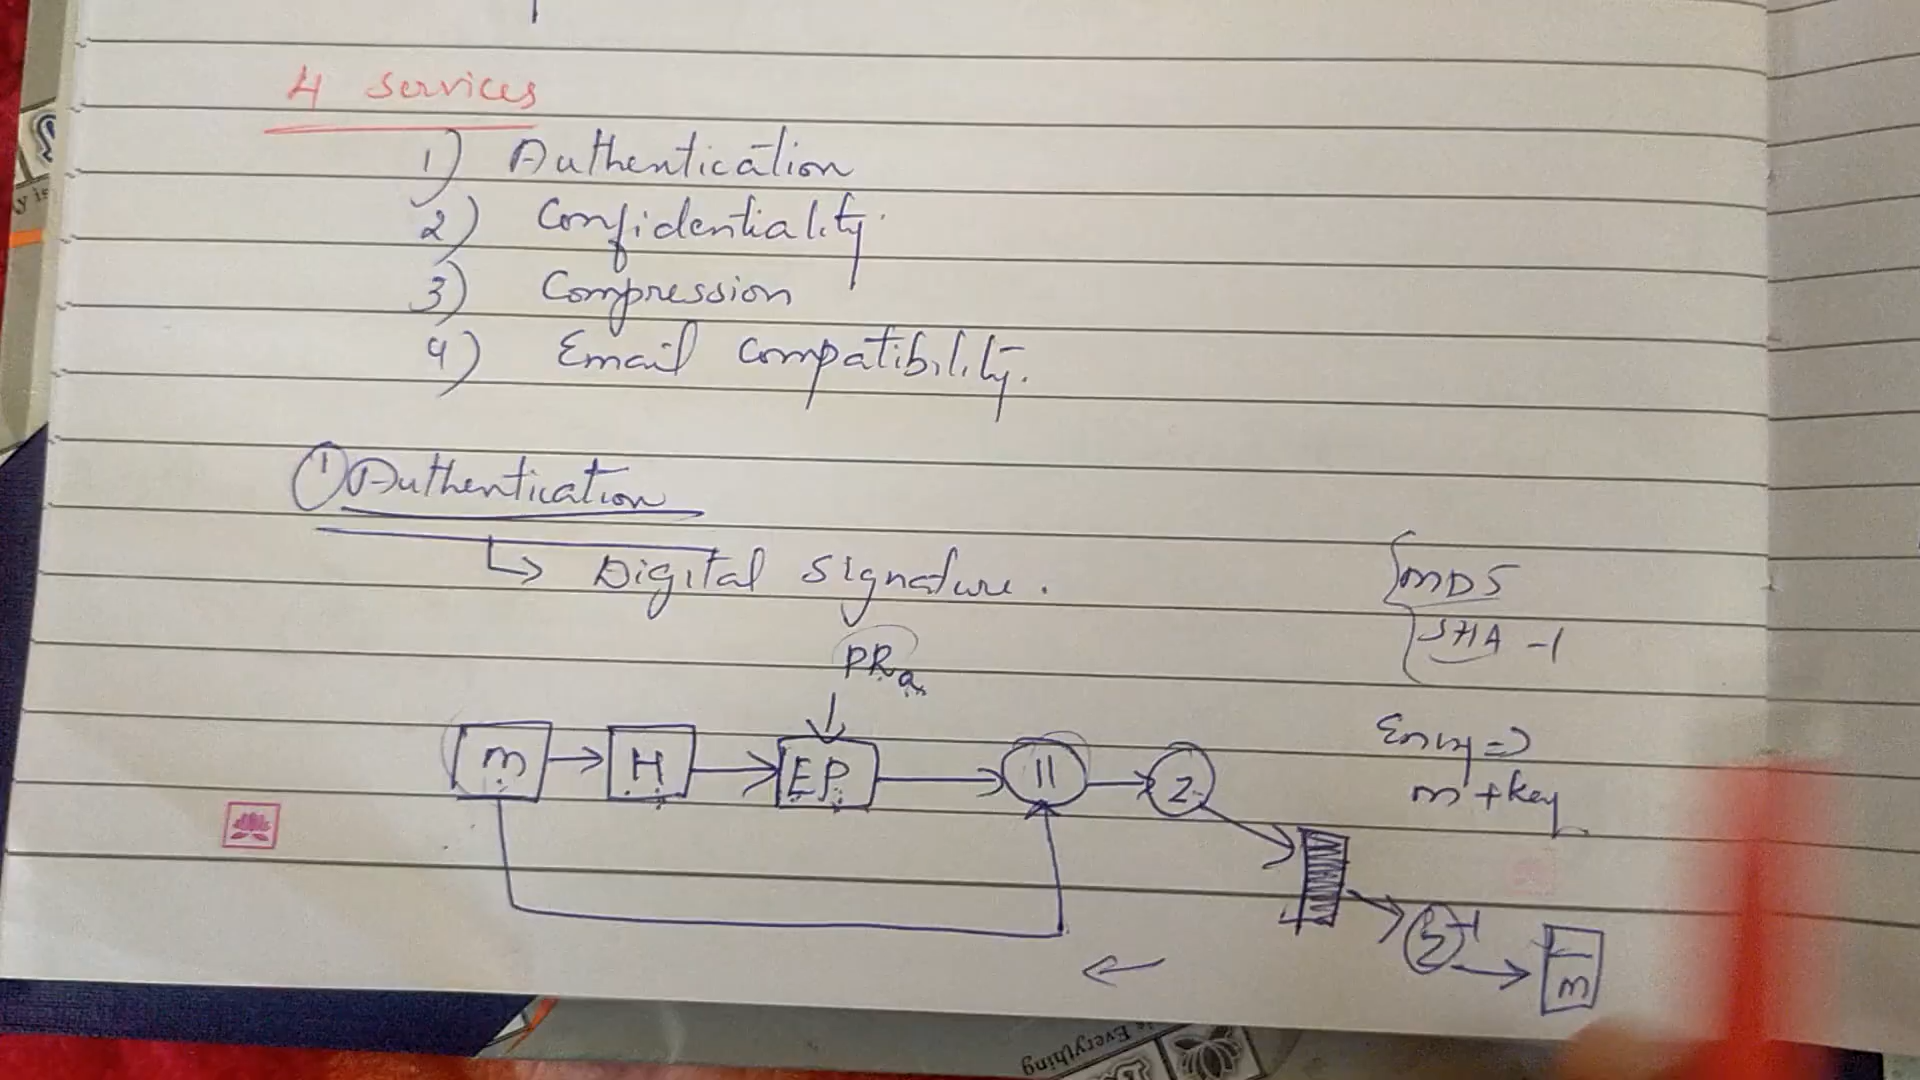 4 Services
1) Authentication
2) Confidentiality.
3) Compression
4) Email compatibility.
① Authentication
↳ Digital Signature.
MD5
SHA-1
PRa
m → H → EP → || → Z
m + key
Z⁻¹
m
Everything